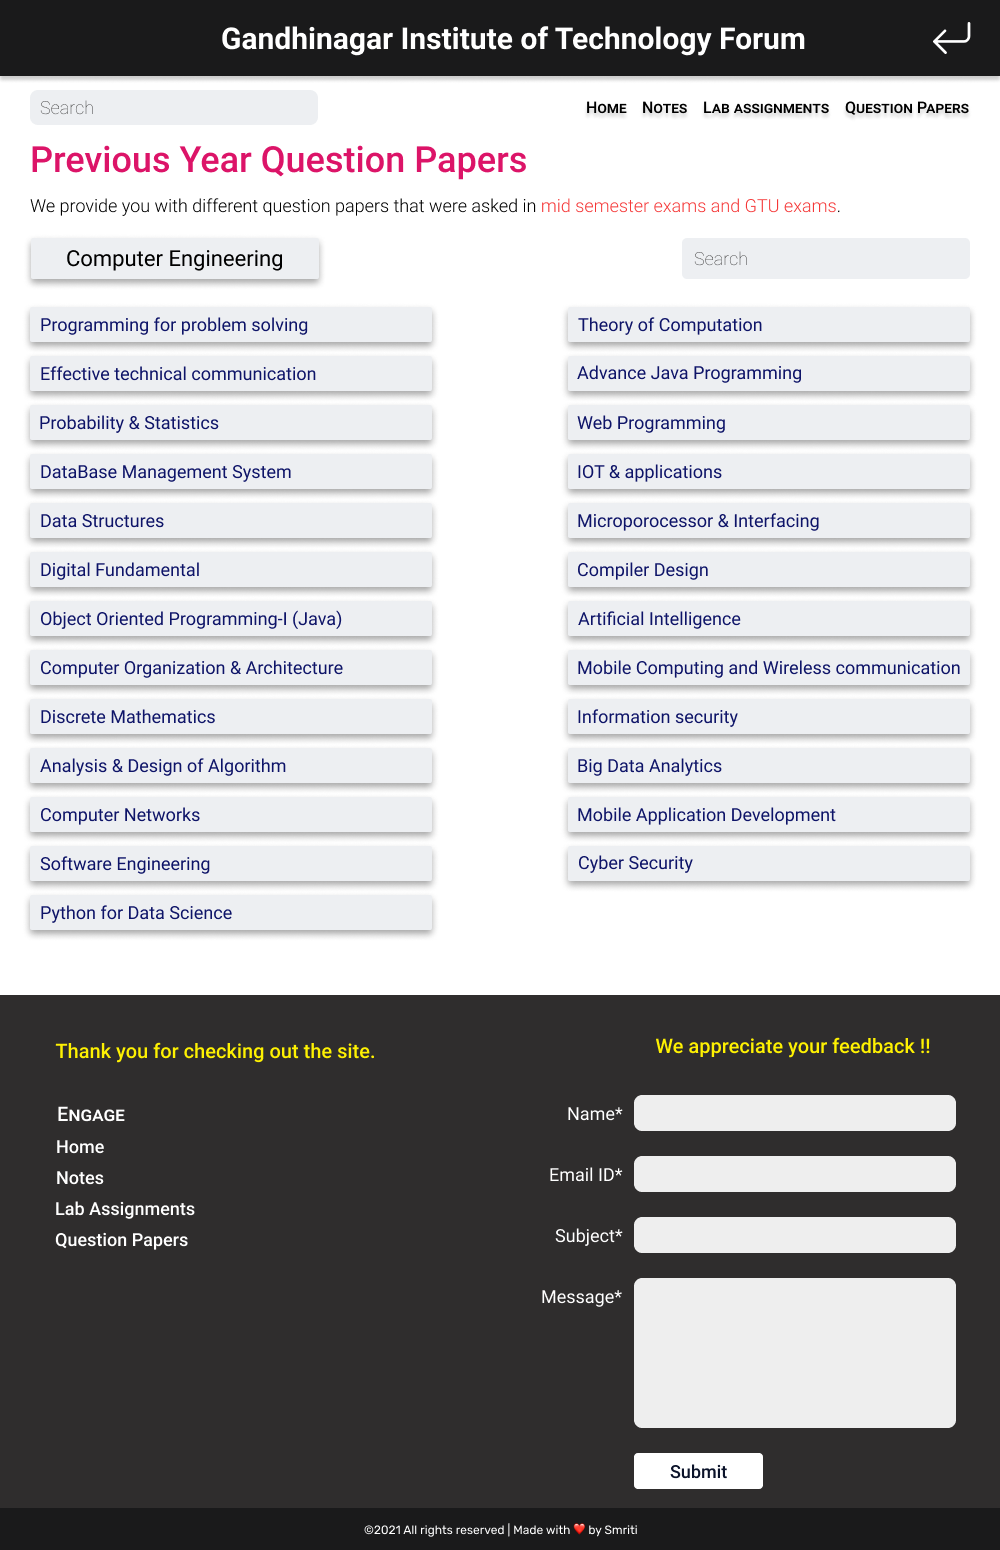 Gandhinagar Institute of Technology Forum
Search
Home Notes Lab assignments Question Papers
Previous Year Question Papers
We provide you with different question papers that were asked in mid semester exams and GTU exams.
Computer Engineering
Search
Programming for problem solving
Effective technical communication
Probability & Statistics
DataBase Management System
Data Structures
Digital Fundamental
Object Oriented Programming-I (Java)
Computer Organization & Architecture
Discrete Mathematics
Analysis & Design of Algorithm
Computer Networks
Software Engineering
Python for Data Science
Theory of Computation
Advance Java Programming
Web Programming
IOT & applications
Microporocessor & Interfacing
Compiler Design
Artificial Intelligence
Mobile Computing and Wireless communication
Information security
Big Data Analytics
Mobile Application Development
Cyber Security
Thank you for checking out the site.
Engage
Home
Notes
Lab Assignments
Question Papers
We appreciate your feedback !!
Name*
Email ID*
Subject*
Message*
Submit
©2021 All rights reserved | Made with ❤️ by Smriti